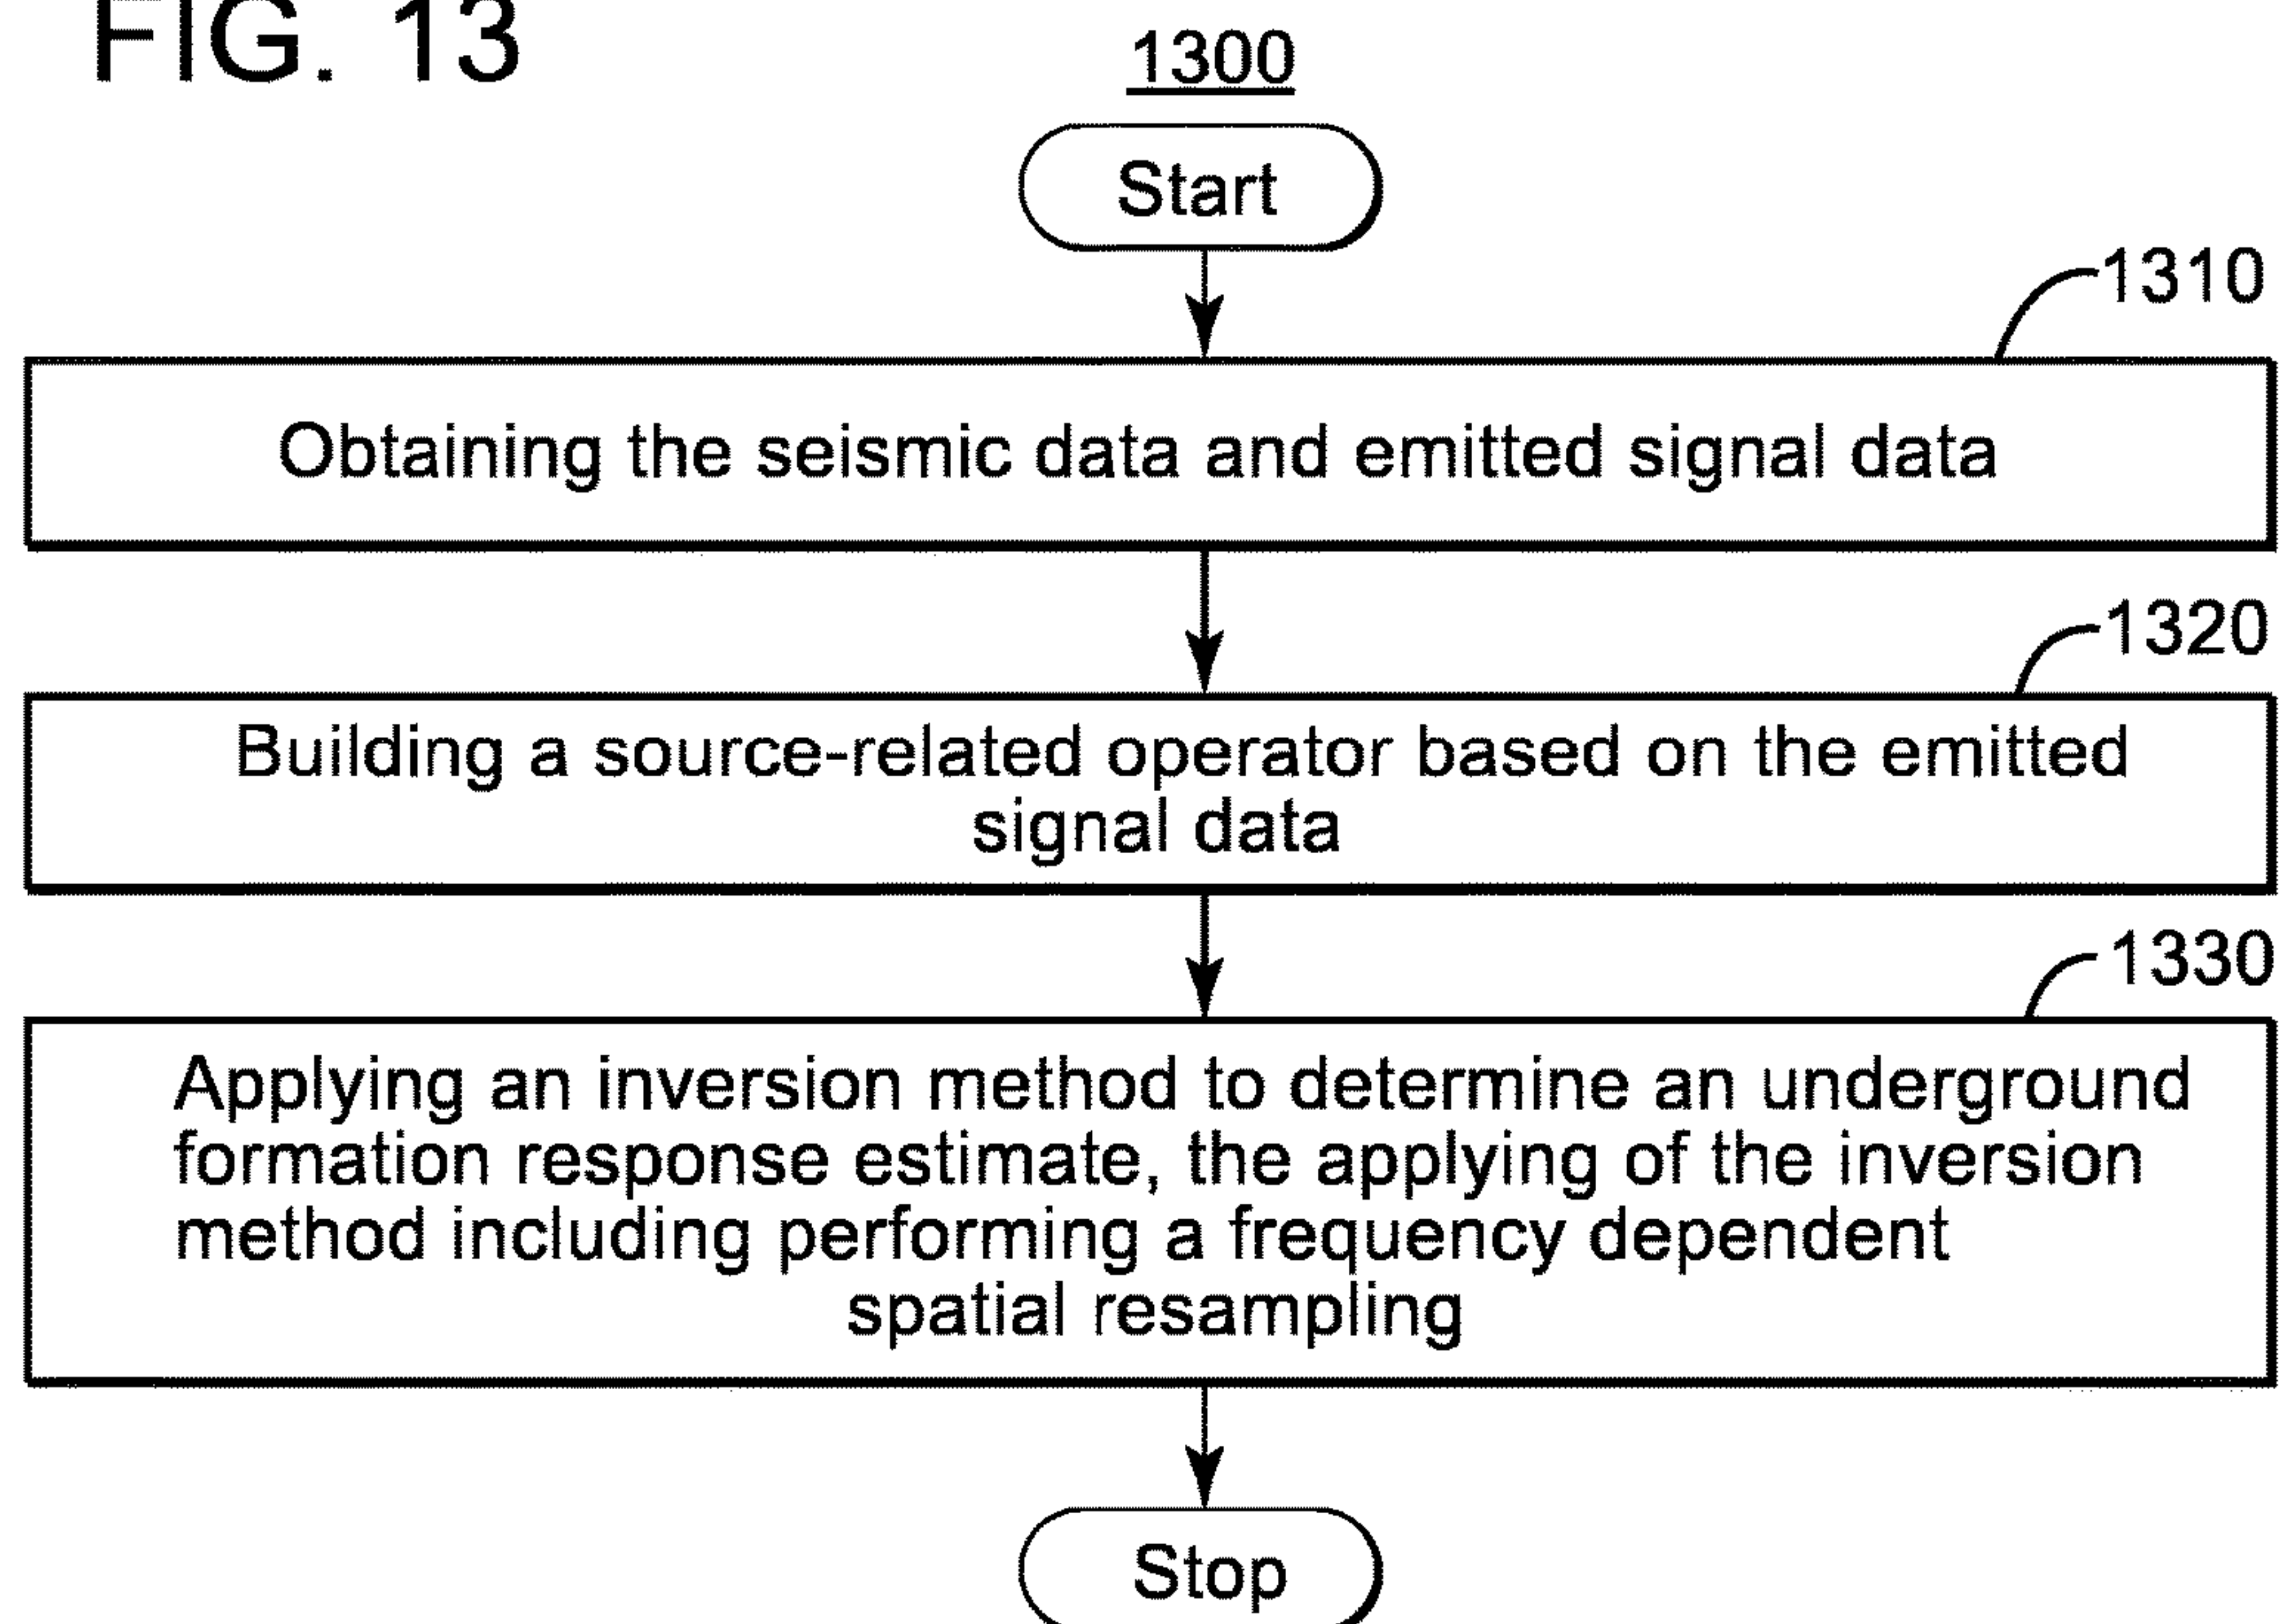 FIG. 13
1300
Start
1310
Obtaining the seismic data and emitted signal data
1320
Building a source-related operator based on the emitted
signal data
1330
Applying an inversion method to determine an underground
formation response estimate, the applying of the inversion
method including performing a frequency dependent
spatial resampling
Stop